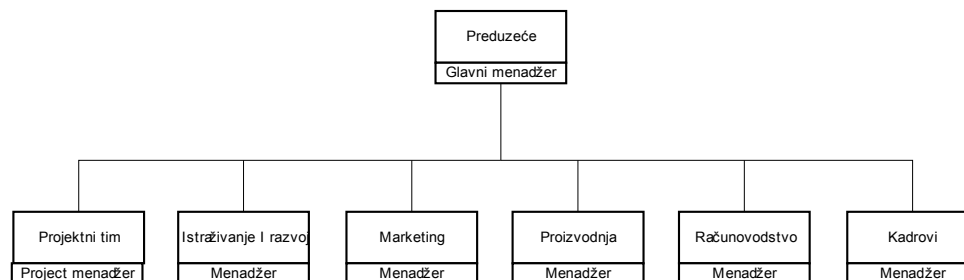 Preduzeće
Glavni menadžer
Projektni tim
Project menadžer
Istraživanje I razvoj
Menadžer
Marketing
Menadžer
Proizvodnja
Menadžer
Računovodstvo
Menadžer
Kadrovi
Menadžer